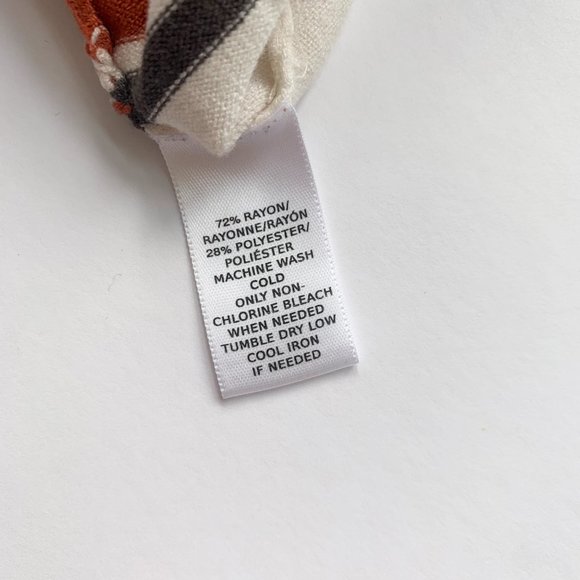 72% RAYON/
RAYONNE/RAYÓN
28% POLYESTER/
POLIÉSTER
MACHINE WASH
COLD
ONLY NON-
CHLORINE BLEACH
WHEN NEEDED
TUMBLE DRY LOW
COOL IRON
IF NEEDED